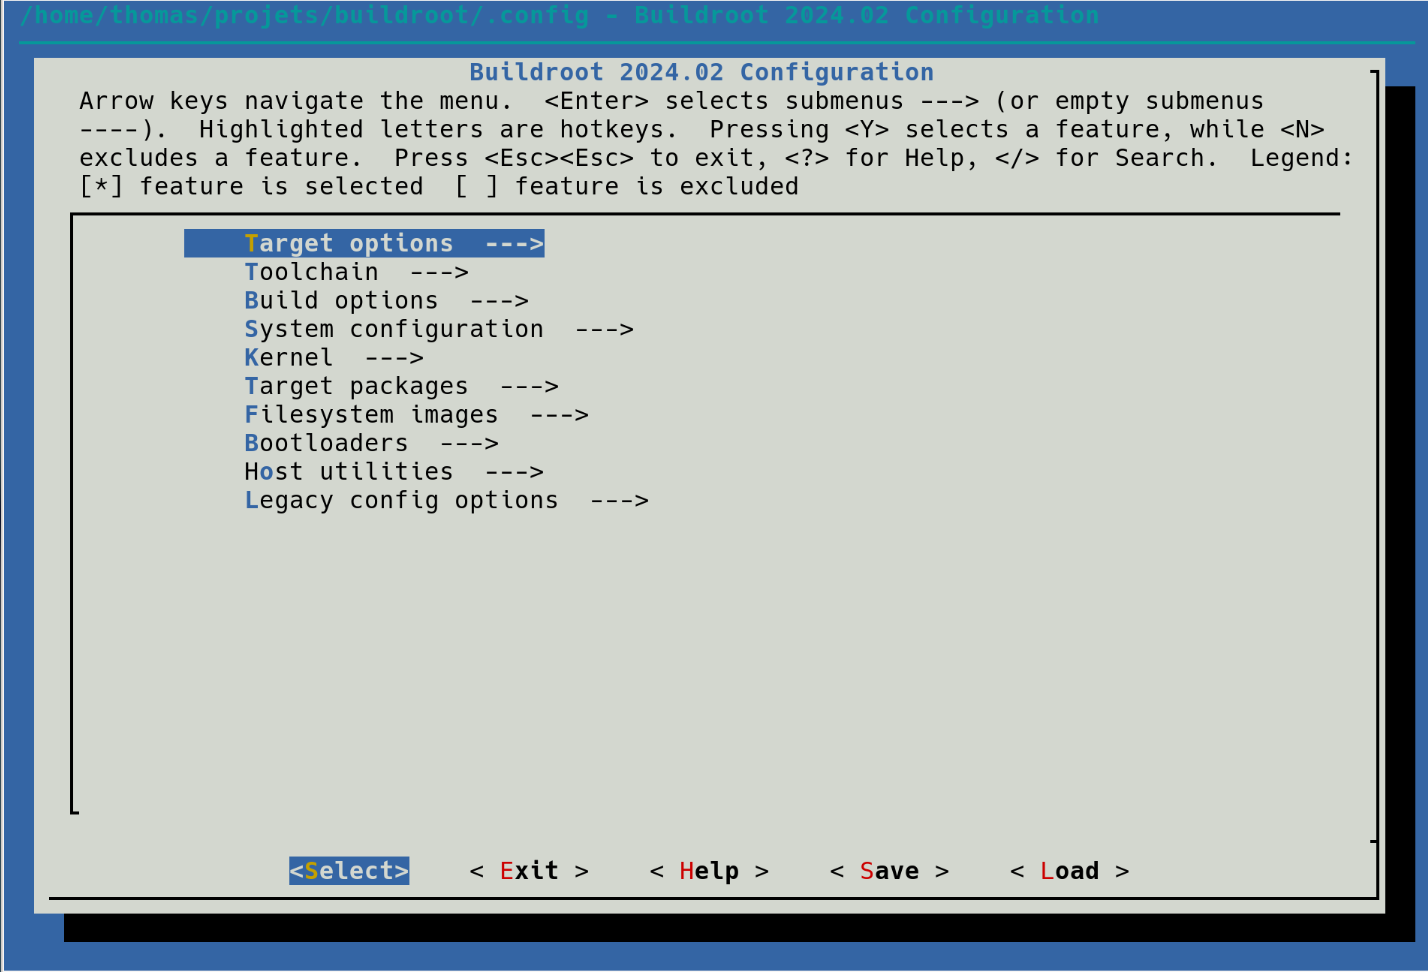 /home/thomas/projets/buildroot/.config - Buildroot 2024.02 Configuration
Buildroot 2024.02 Configuration
Arrow keys navigate the menu.  <Enter> selects submenus ---> (or empty submenus
----).  Highlighted letters are hotkeys.  Pressing <Y> selects a feature, while <N>
excludes a feature.  Press <Esc><Esc> to exit, <?> for Help, </> for Search.  Legend:
[*] feature is selected  [ ] feature is excluded
Target options  --->
Toolchain  --->
Build options  --->
System configuration  --->
Kernel  --->
Target packages  --->
Filesystem images  --->
Bootloaders  --->
Host utilities  --->
Legacy config options  --->
<Select>    < Exit >    < Help >    < Save >    < Load >